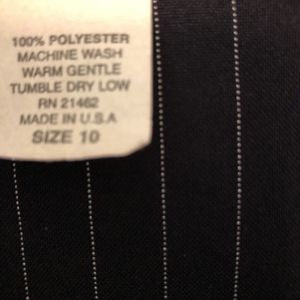 100% POLYESTER
MACHINE WASH
WARM GENTLE
TUMBLE DRY LOW
RN 21462
MADE IN U.S.A
SIZE 10